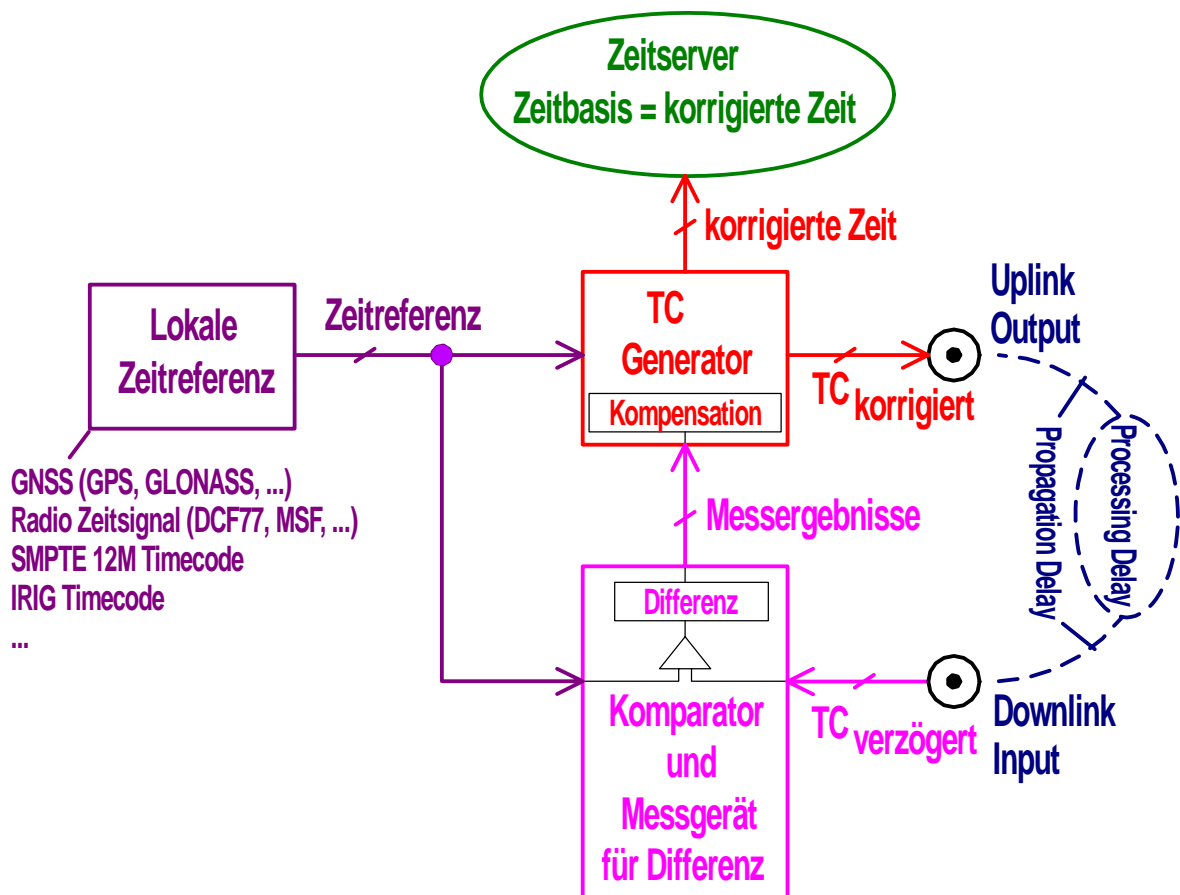 Zeitserver
Zeitbasis = korrigierte Zeit
korrigierte Zeit
Lokale
Zeitreferenz
Zeitreferenz
TC
Generator
Kompensation
TC korrigiert
Uplink
Output
GNSS (GPS, GLONASS, ...)
Radio Zeitsignal (DCF77, MSF, ...)
SMPTE 12M Timecode
IRIG Timecode
...
Messergebnisse
Processing Delay
Propagation Delay
Differenz
Komparator
und
Messgerät
für Differenz
TC verzögert
Downlink
Input